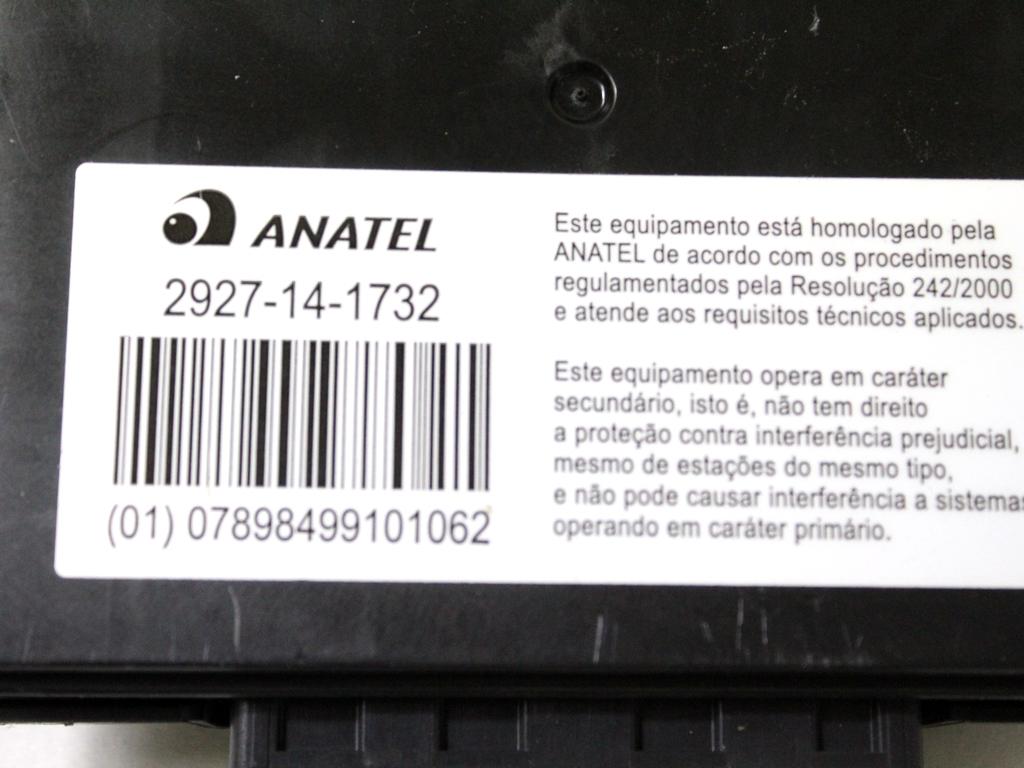 ANATEL
2927-14-1732
(01) 07898499101062
Este equipamento está homologado pela
ANATEL de acordo com os procedimentos
regulamentados pela Resolução 242/2000
e atende aos requisitos técnicos aplicados.
Este equipamento opera em caráter
secundário, isto é, não tem direito
a proteção contra interferência prejudicial,
mesmo de estações do mesmo tipo,
e não pode causar interferência a sistemas
operando em caráter primário.